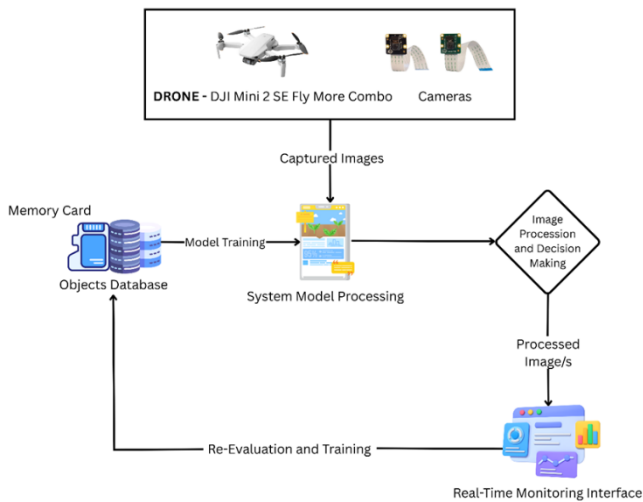 DRONE - DJI Mini 2 SE Fly More Combo
Cameras
Captured Images
Memory Card
Objects Database
Model Training
System Model Processing
Image
Procession
and Decision
Making
Processed
Image/s
Re-Evaluation and Training
Real-Time Monitoring Interface